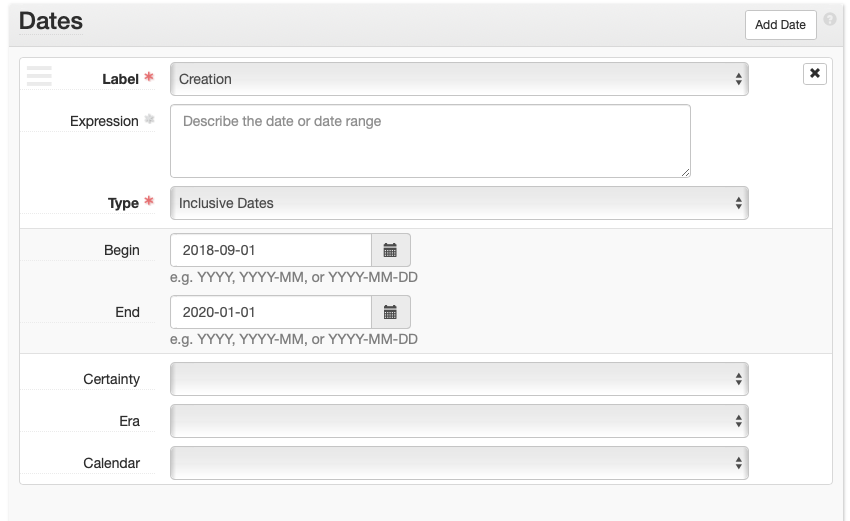 Dates
Add Date
?
Label *
Creation
✖
Expression *
Describe the date or date range
Type *
Inclusive Dates
Begin
2018-09-01
e.g. YYYY, YYYY-MM, or YYYY-MM-DD
End
2020-01-01
e.g. YYYY, YYYY-MM, or YYYY-MM-DD
Certainty
Era
Calendar